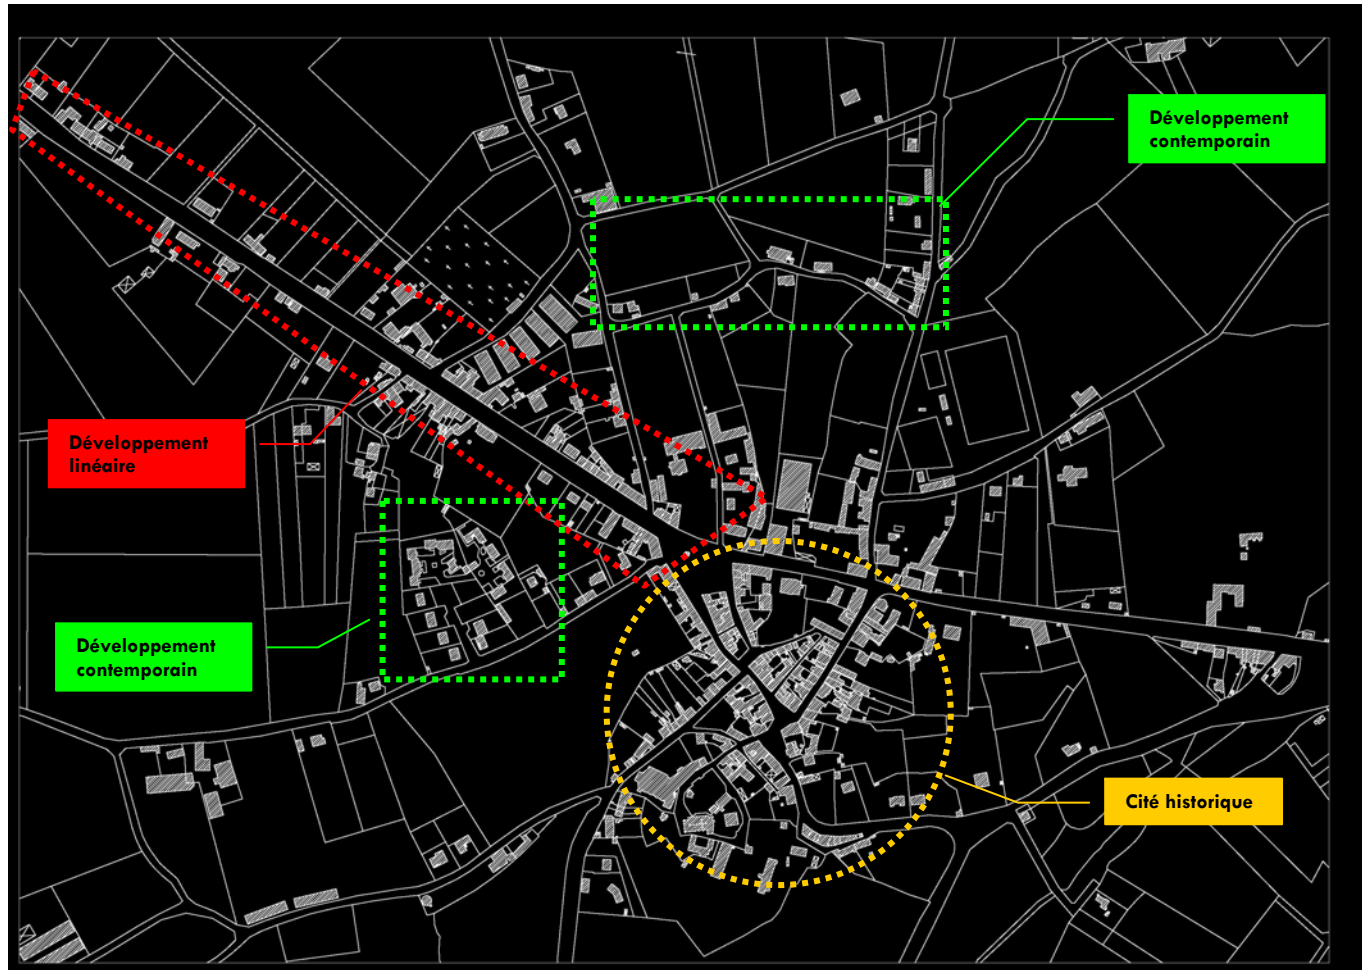 Développement
contemporain
Développement
linéaire
Développement
contemporain
Cité historique